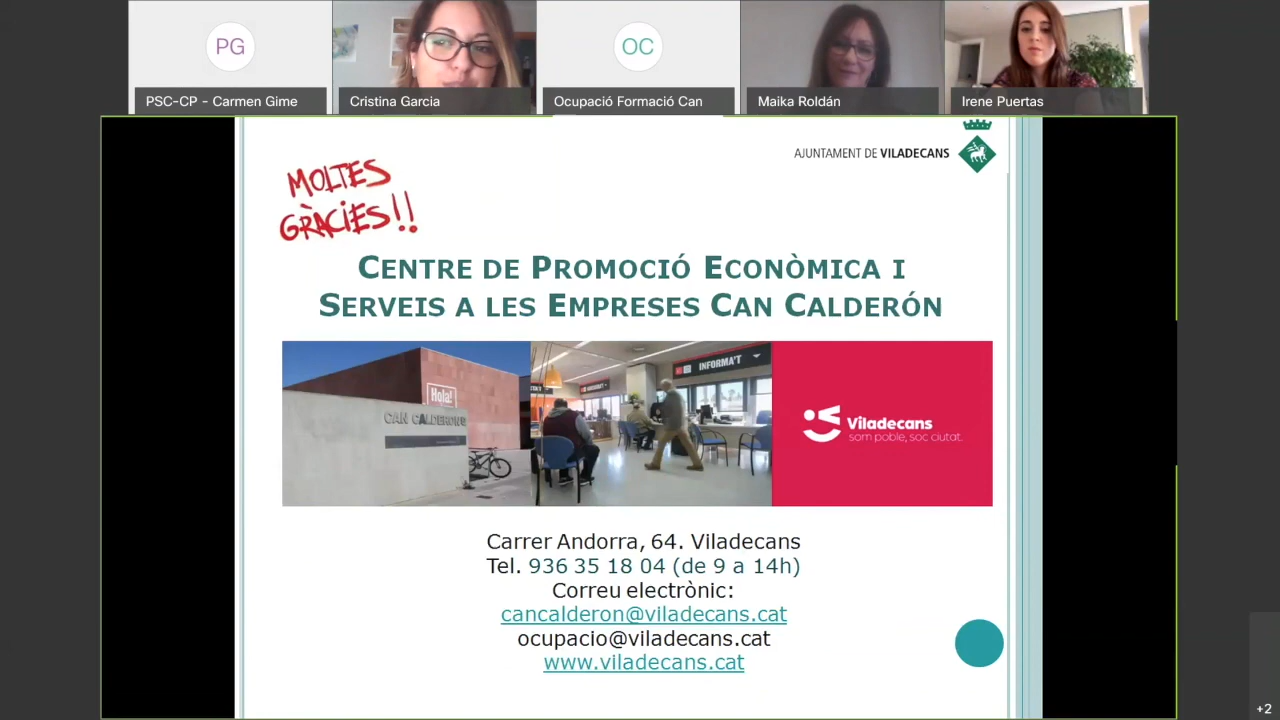 PG
OC
PSC-CP - Carmen Gime
Cristina Garcia
Ocupació Formació Can
Maika Roldán
Irene Puertas
AJUNTAMENT DE VILADECANS
MOLTES
GRÀCIES!!
CENTRE DE PROMOCIÓ ECONÒMICA I
SERVEIS A LES EMPRESES CAN CALDERÓN
Hola!
CAN CALDERON
INFORMA'T
Viladecans
som poble, soc ciutat.
Carrer Andorra, 64. Viladecans
Tel. 936 35 18 04 (de 9 a 14h)
Correu electrònic:
cancalderon@viladecans.cat
ocupacio@viladecans.cat
www.viladecans.cat
+2